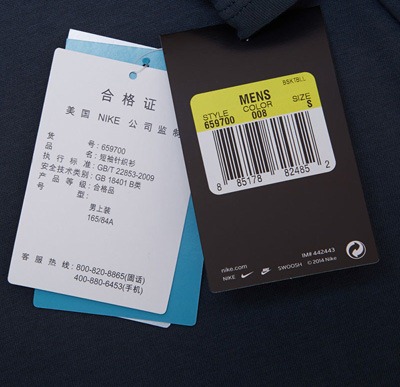 合格证
美国 NIKE 公司监制
货号: 659700
品名: 短袖针织衫
执行标准: GB/T 22853-2009
安全技术类别: GB 18401 B类
产品等级: 合格品
号型:
男上装
165/84A
客服热线: 800-820-8865(固话)
400-880-6453(手机)
BSKTBLL
MENS
STYLE COLOR SIZE
659700 008 S
8 85178 82485 2
IM# 442443
nike.com
NIKE SWOOSH © 2014 Nike